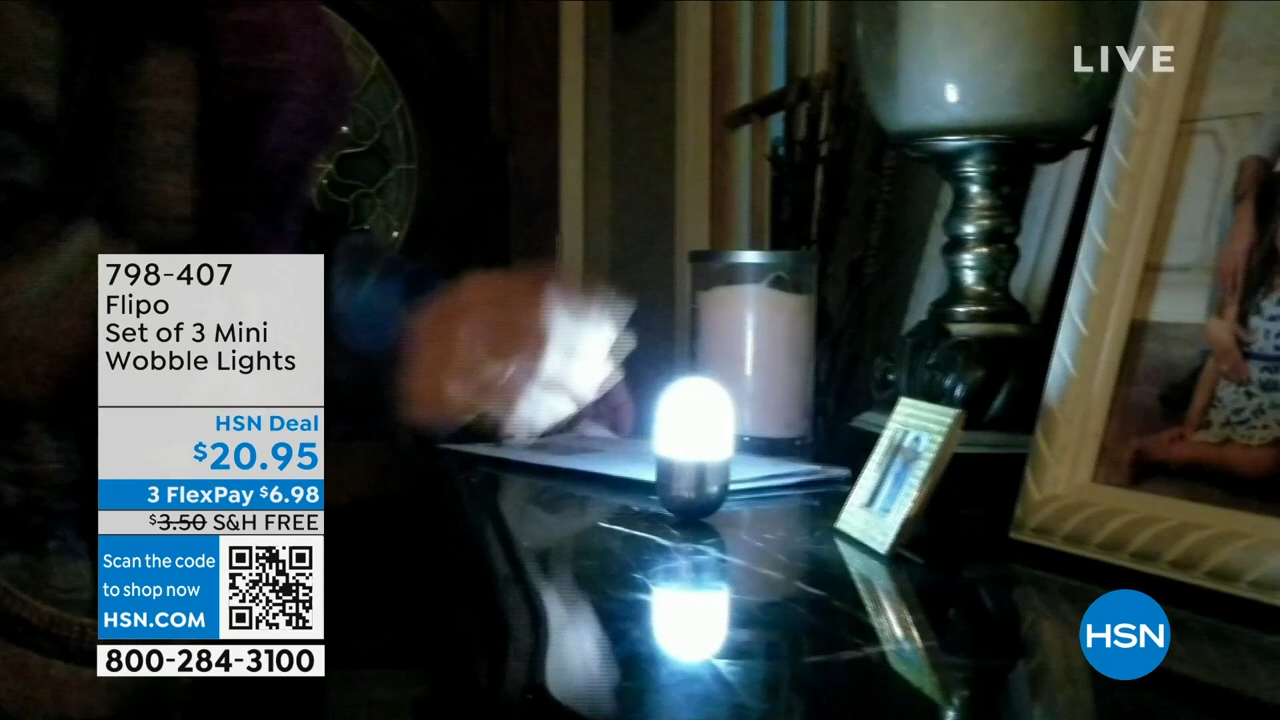 LIVE
798-407
Flipo
Set of 3 Mini
Wobble Lights
HSN Deal
$20.95
3 FlexPay $6.98
$3.50 S&H FREE
Scan the code
to shop now
HSN.COM
800-284-3100
HSN